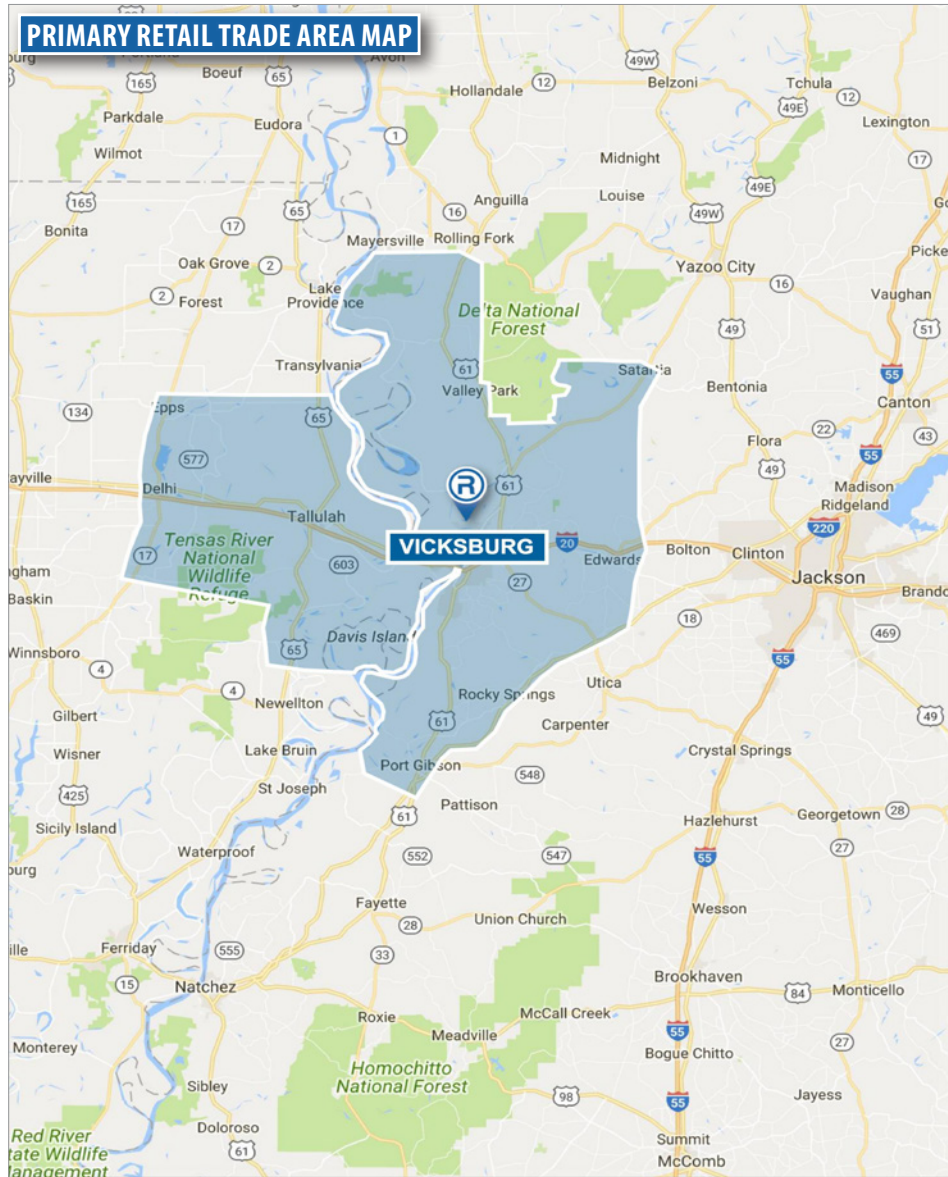 PRIMARY RETAIL TRADE AREA MAP
Avon
49W
Boeuf
65
165
12
Belzoni
Tchula
Hollandale
49E
12
Parkdale
Eudora
1
Lexington
Wilmot
Midnight
17
165
65
Anguilla
Louise
49E
Bonita
17
16
49W
Mayersville
Rolling Fork
Oak Grove
2
Yazoo City
2
Forest
Lake
Providence
16
Vaughan
Delta National
Forest
49
51
Transylvania
61
Satartia
55
Valley Park
Bentonia
Canton
134
Epps
65
22
43
Flora
577
49
55
R
61
Madison
Delhi
Ridgeland
Tallulah
220
Tensas River
National
Wildlife
Refuge
VICKSBURG
20
17
603
Edwards
Bolton
Clinton
27
Jackson
Baskin
18
Davis Island
469
Winnsboro
65
55
4
4
Rocky Springs
Utica
Newellton
49
Gilbert
61
Carpenter
Wisner
Lake Bruin
Crystal Springs
Port Gibson
548
St Joseph
425
Pattison
61
Georgetown
28
Sicily Island
Hazlehurst
Waterproof
552
547
27
55
Fayette
Wesson
28
Union Church
Ferriday
555
33
15
Natchez
Brookhaven
84
Monticello
Roxie
McCall Creek
Meadville
55
27
Monterey
Bogue Chitto
Homochitto
National Forest
Sibley
98
Jayess
55
Doloroso
Red River
61
Summit
McComb